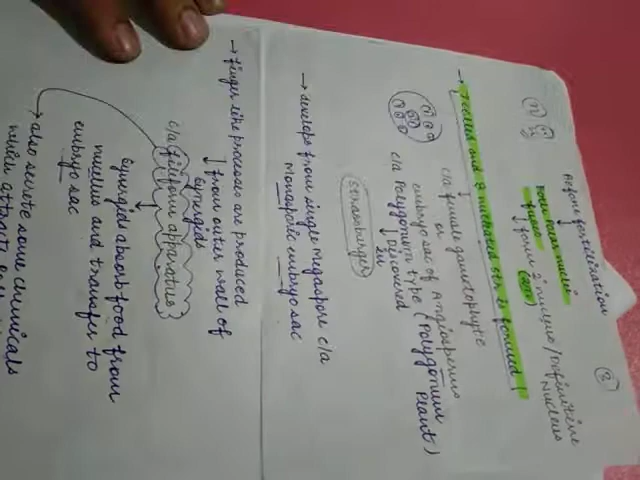 Before fertilization
Both Polar nuclei
fuses
form 2° nucleus / Definitive
Nucleus
(2n)
→ 7 celled and 8 nucleated str. is formed
c/a female gametophyte
or
embryo sac of Angiosperms
c/a Polygonum type (Polygonum
Plant)
Discovered
Strasburger
→ develops from single megaspore c/a
Monosporic embryo sac
→ finger like processes are produced
from outer wall of
synergids
c/a filiform apparatus
synergids absorb food from
nucellus and transfer to
embryo sac
→ also secrete some chemicals
which attract